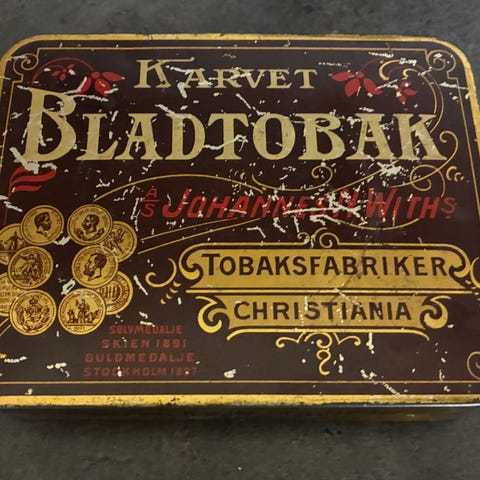 KARVET
BLADTOBAK
A/S JOHANNES H. WITHS
TOBAKSFABRIKER
CHRISTIANIA
SØLVMEDALJE
SKIEN 1891
GULDMEDALJE
STOCKHOLM 1897